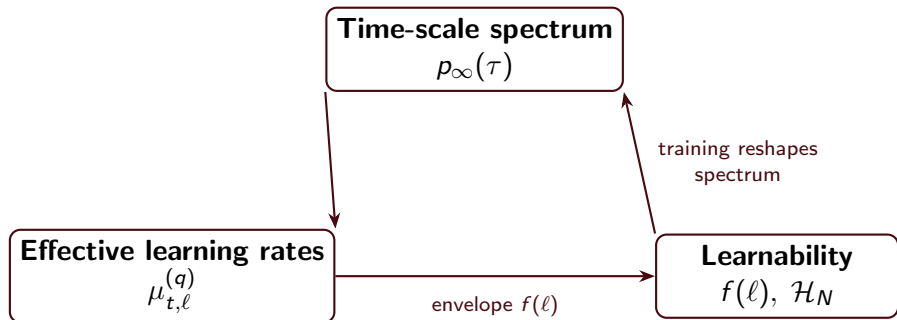 Time-scale spectrum
p∞(τ)
training reshapes
spectrum
Effective learning rates
μ_{t,ℓ}^{(q)}
envelope f(ℓ)
Learnability
f(ℓ), ℋ_N